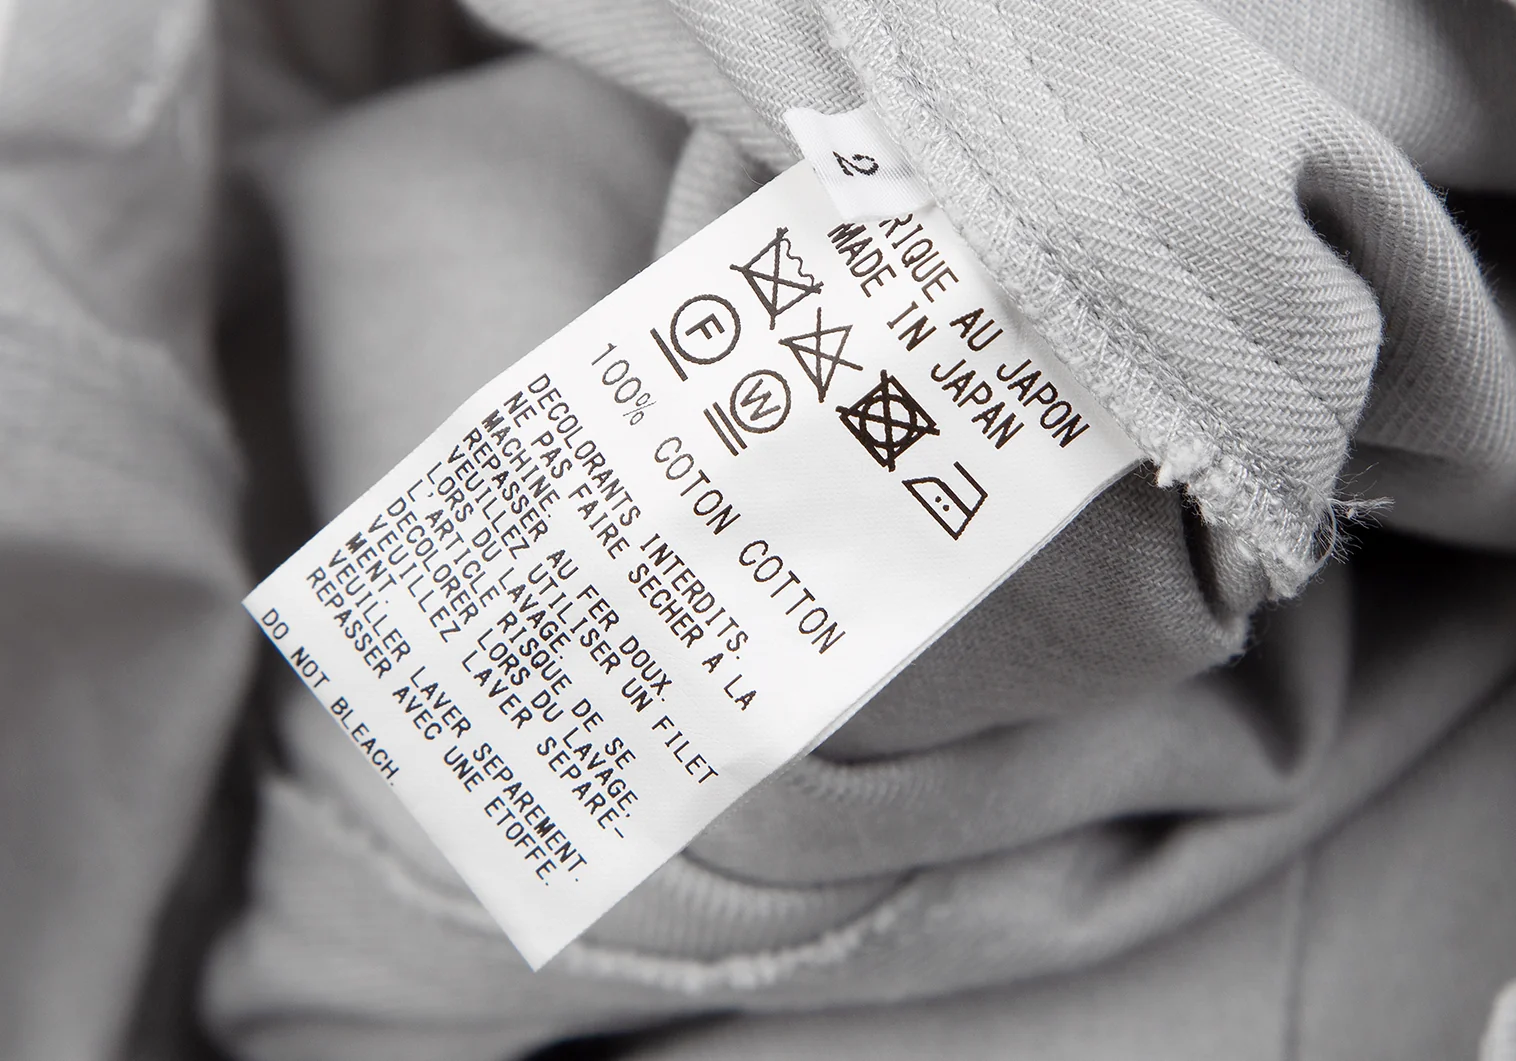 2
RIQUE AU JAPON
MADE IN JAPAN
F
W
100% COTON COTTON
DECOLORANTS INTERDITS.
NE PAS FAIRE SECHER A LA
MACHINE
REPASSER AU FER DOUX.
VEUILLEZ UTILISER UN FILET
LORS DU LAVAGE.
L'ARTICLE RISQUE DE SE
DECOLORER LORS DU LAVAGE,
VEUILLEZ LAVER SEPARE-
MENT.
VEUILLER LAVER SEPAREMENT.
REPASSER AVEC UNE ETOFFE.
DO NOT BLEACH.